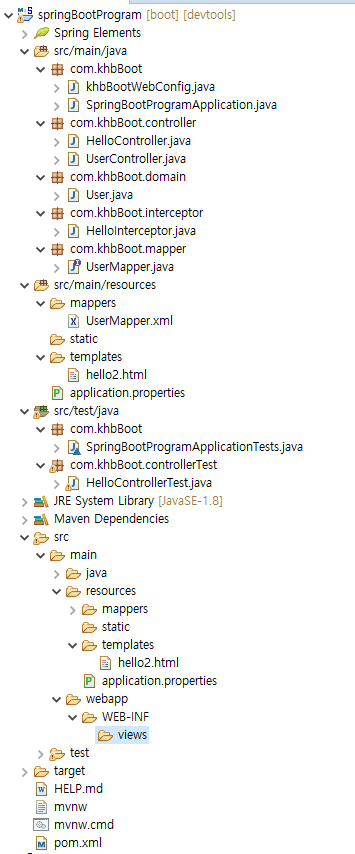 springBootProgram [boot] [devtools]
Spring Elements
src/main/java
com.khbBoot
khbBootWebConfig.java
SpringBootProgramApplication.java
com.khbBoot.controller
HelloController.java
UserController.java
com.khbBoot.domain
User.java
com.khbBoot.interceptor
HelloInterceptor.java
com.khbBoot.mapper
UserMapper.java
src/main/resources
mappers
UserMapper.xml
static
templates
hello2.html
application.properties
src/test/java
com.khbBoot
SpringBootProgramApplicationTests.java
com.khbBoot.controllerTest
HelloControllerTest.java
JRE System Library [JavaSE-1.8]
Maven Dependencies
src
main
java
resources
mappers
static
templates
hello2.html
application.properties
webapp
WEB-INF
views
test
target
HELP.md
mvnw
mvnw.cmd
pom.xml